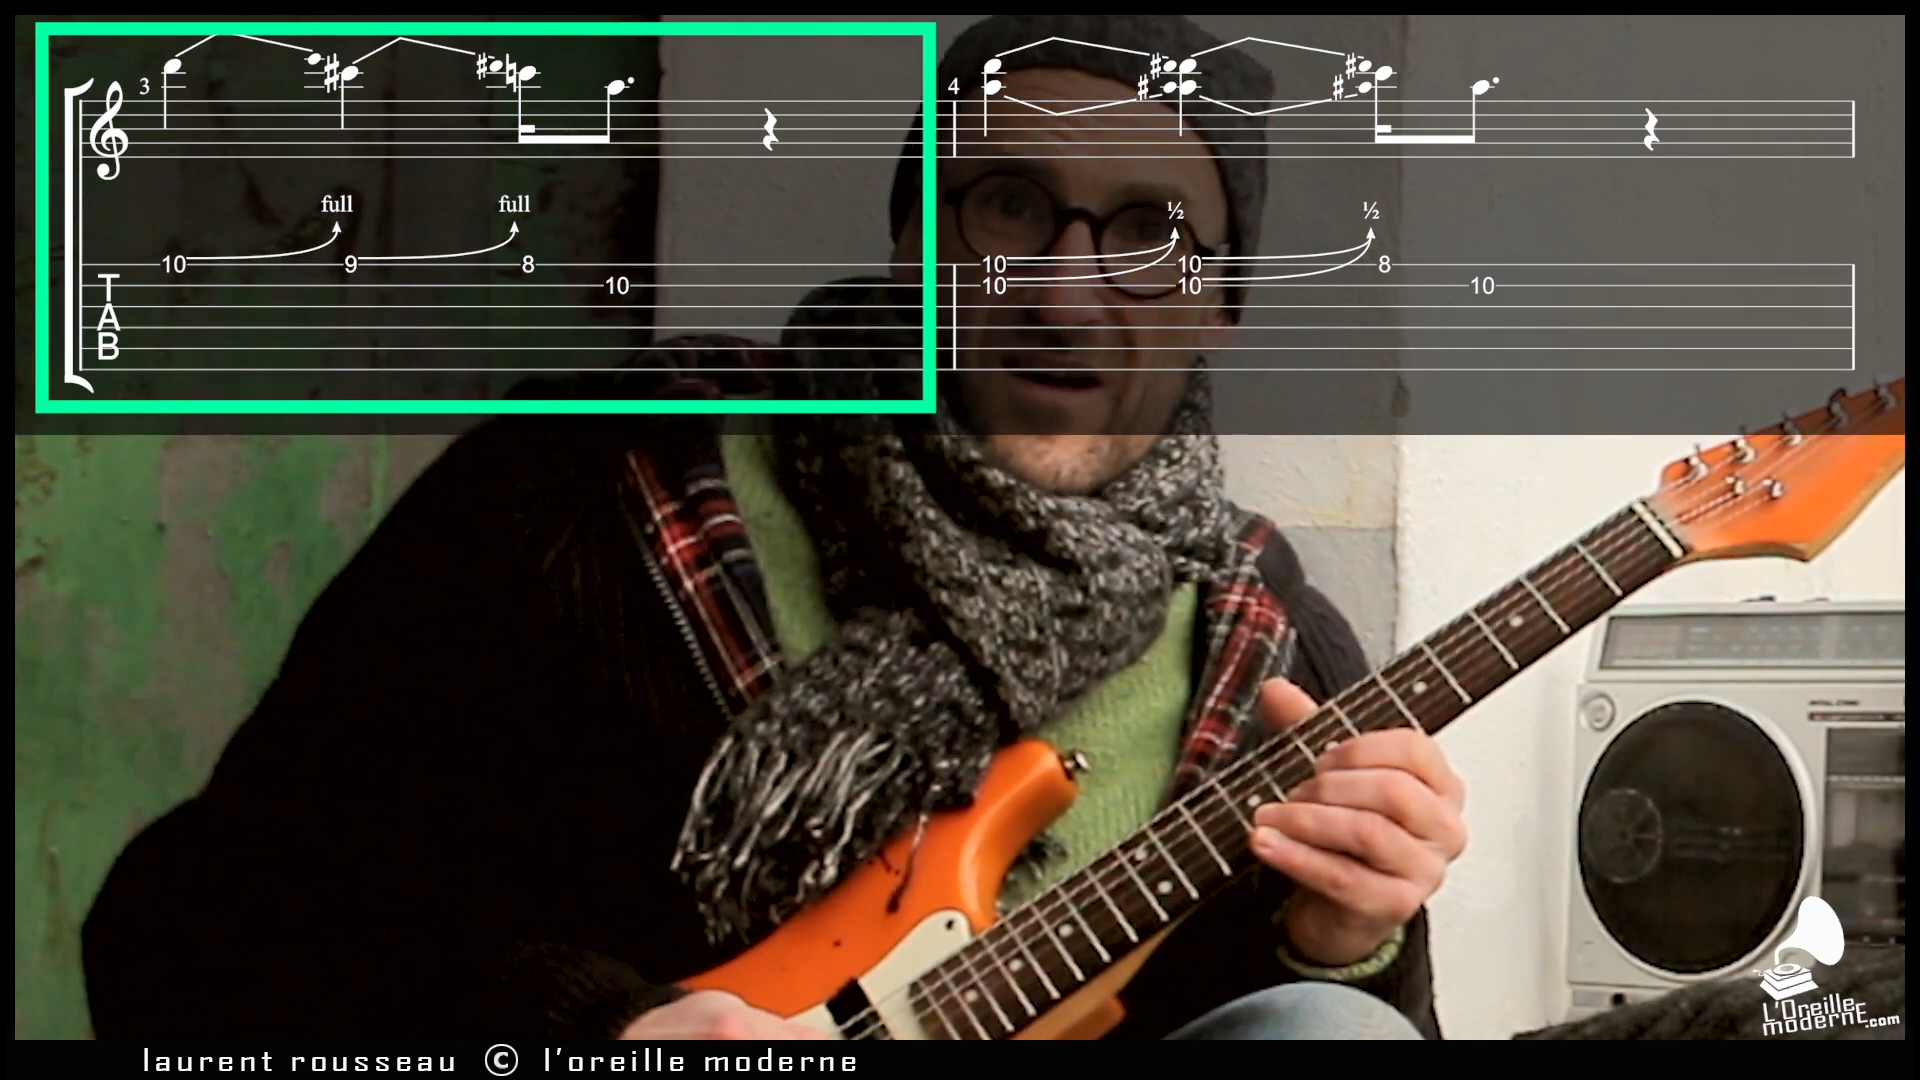 3
4
full full
½ ½
10 9 8
10 10 8
10
10 10 10
T
A
B
L'Oreille
moderne.com
laurent rousseau © l'oreille moderne